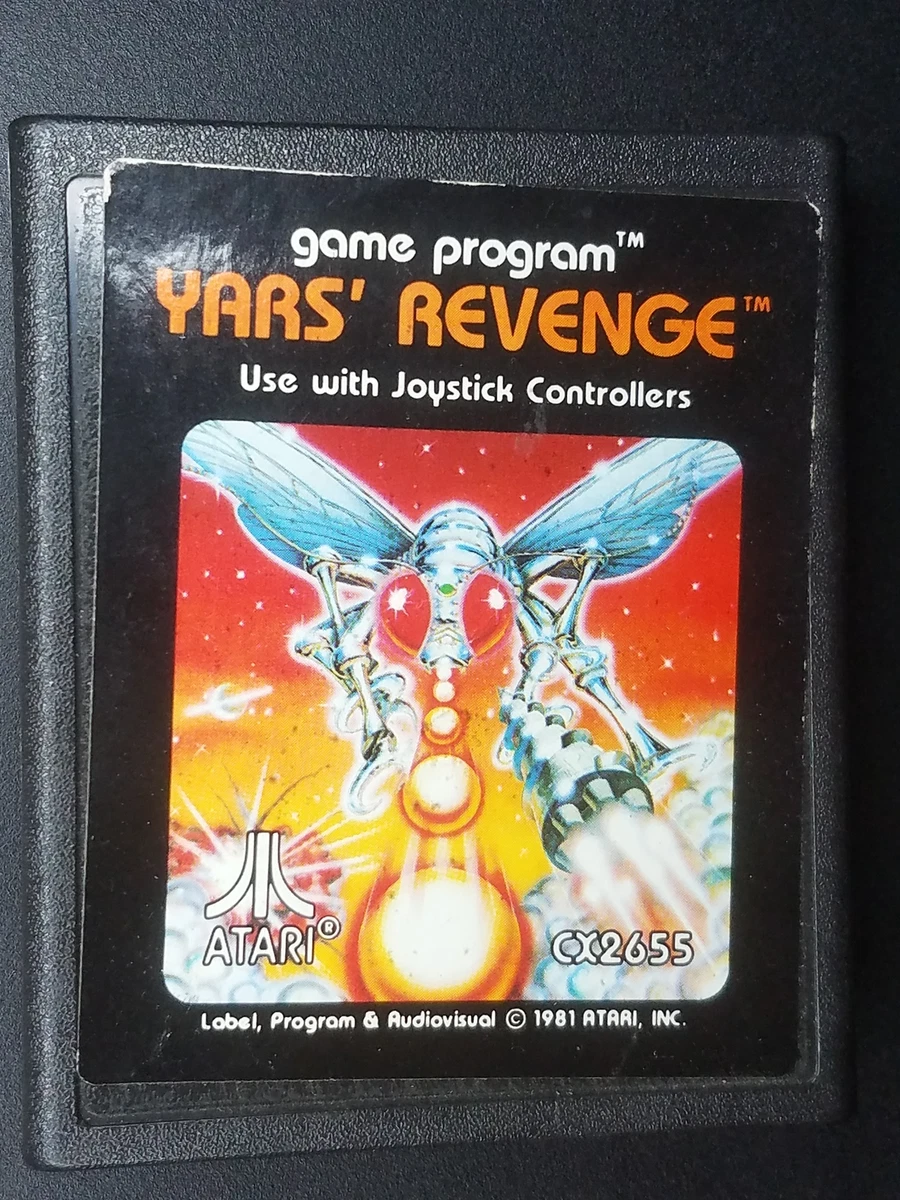 game program™
YARS' REVENGE™
Use with Joystick Controllers
ATARI®
CX2655
Label, Program & Audiovisual © 1981 ATARI, INC.